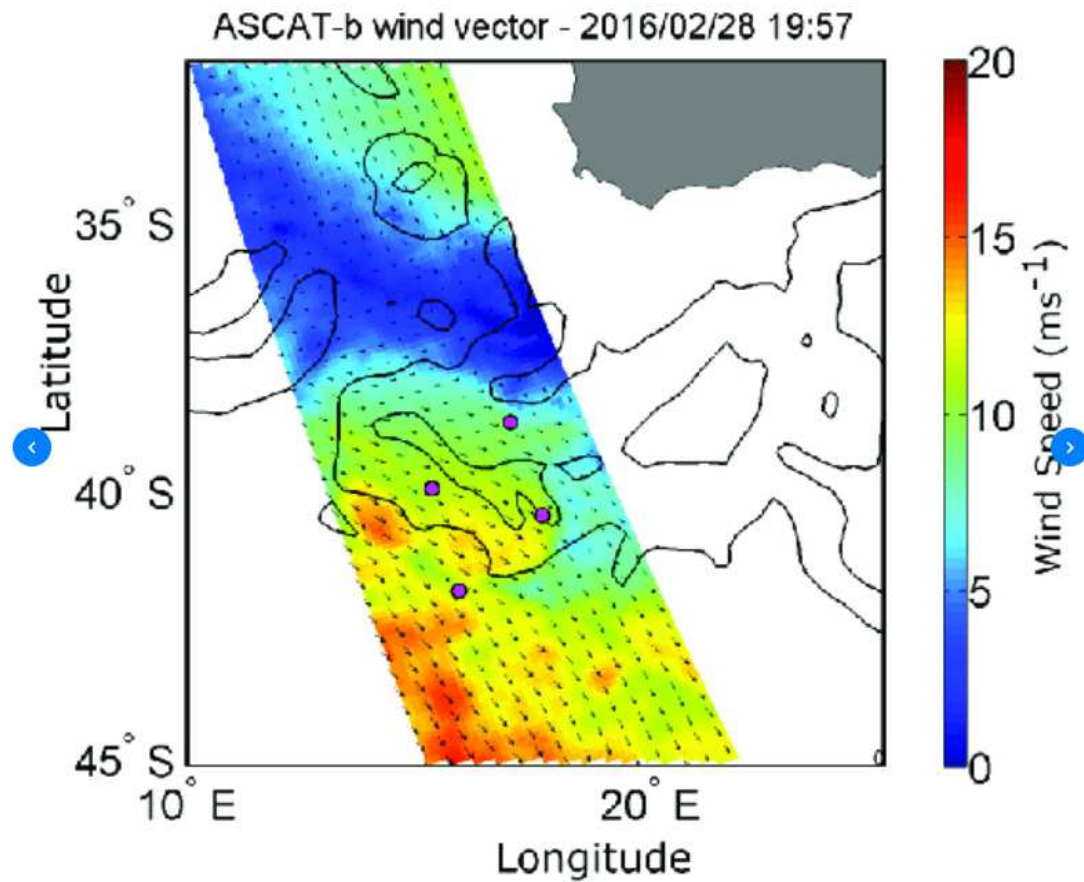 ASCAT-b wind vector - 2016/02/28 19:57
35° S
40° S
45° S
10° E
20° E
Latitude
Longitude
20
15
10
5
0
Wind Speed (ms⁻¹)